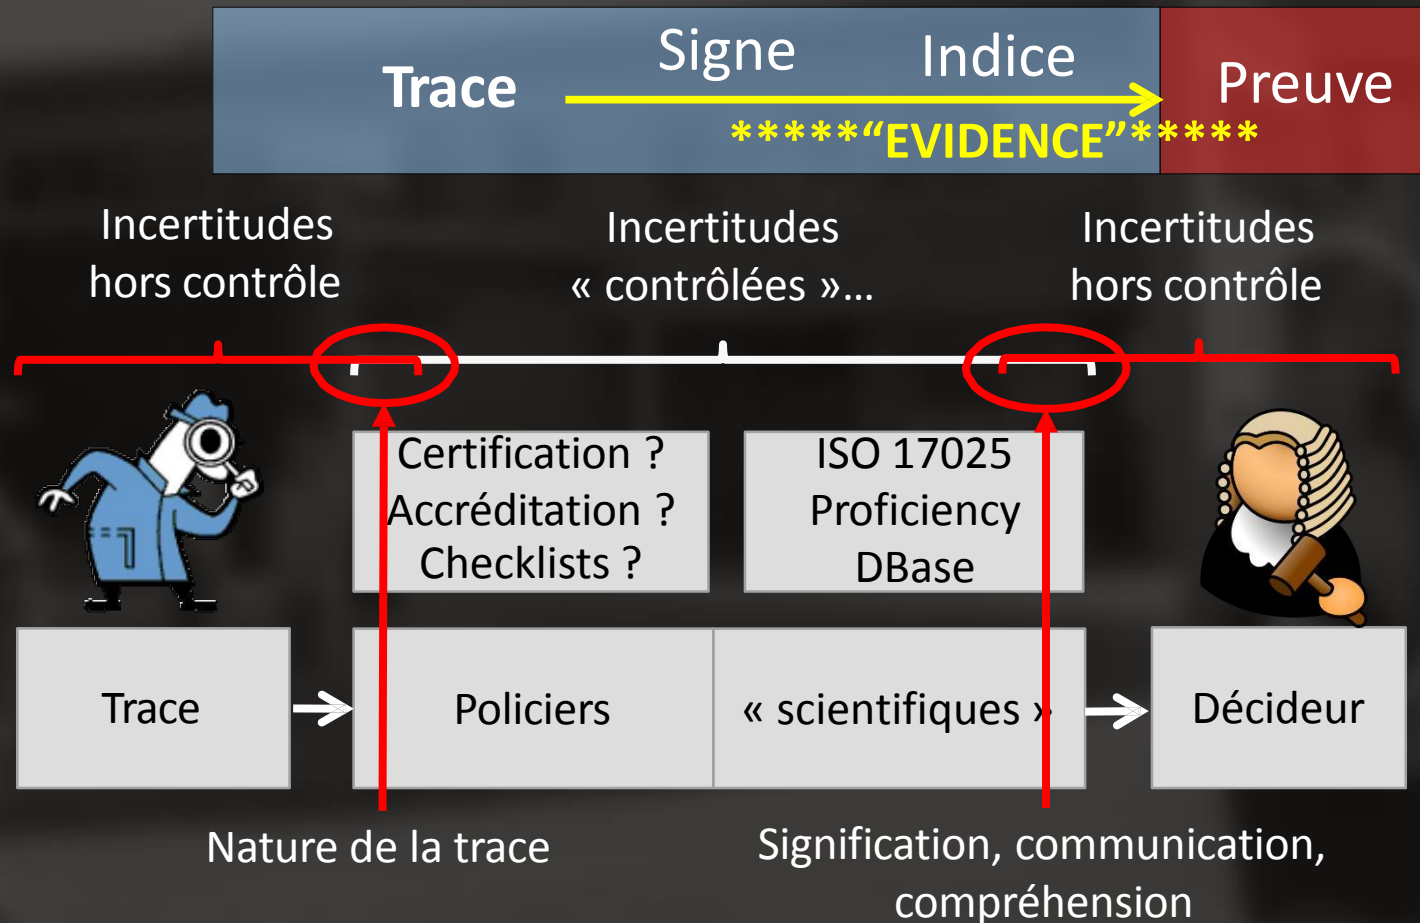 Trace
Signe
Indice
Preuve
*****“EVIDENCE”*****
Incertitudes
hors contrôle
Incertitudes
« contrôlées »…
Incertitudes
hors contrôle
Certification ?
Accréditation ?
Checklists ?
ISO 17025
Proficiency
DBase
Trace
Policiers
« scientifiques »
Décideur
Nature de la trace
Signification, communication,
compréhension